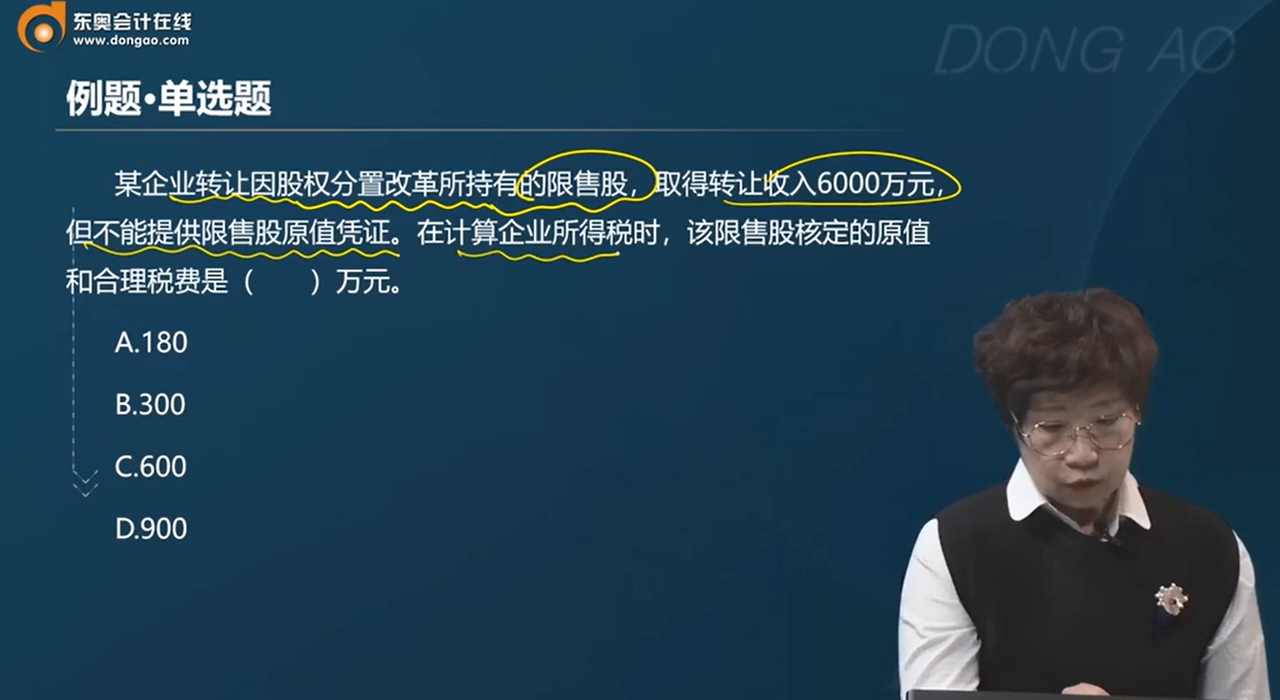 东奥会计在线
www.dongao.com
DONG AO
例题•单选题
某企业转让因股权分置改革所持有的限售股，取得转让收入6000万元，
但不能提供限售股原值凭证。在计算企业所得税时，该限售股核定的原值
和合理税费是（　　）万元。
A.180
B.300
C.600
D.900